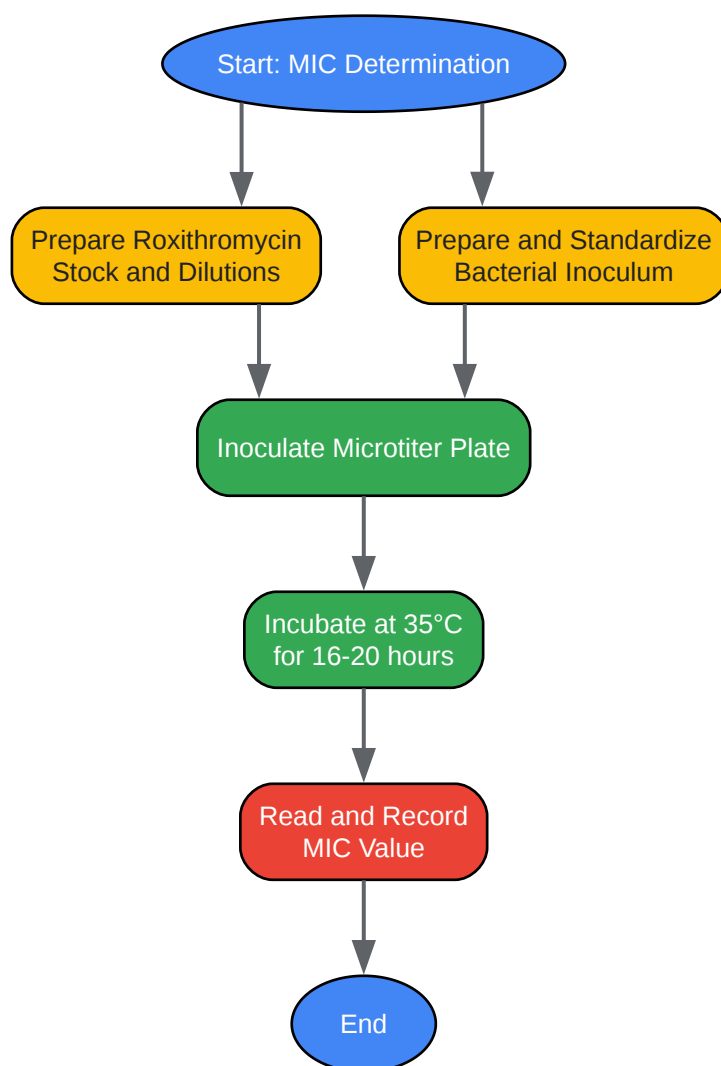 Start: MIC Determination
Prepare Roxithromycin
Stock and Dilutions
Prepare and Standardize
Bacterial Inoculum
Inoculate Microtiter Plate
Incubate at 35°C
for 16-20 hours
Read and Record
MIC Value
End